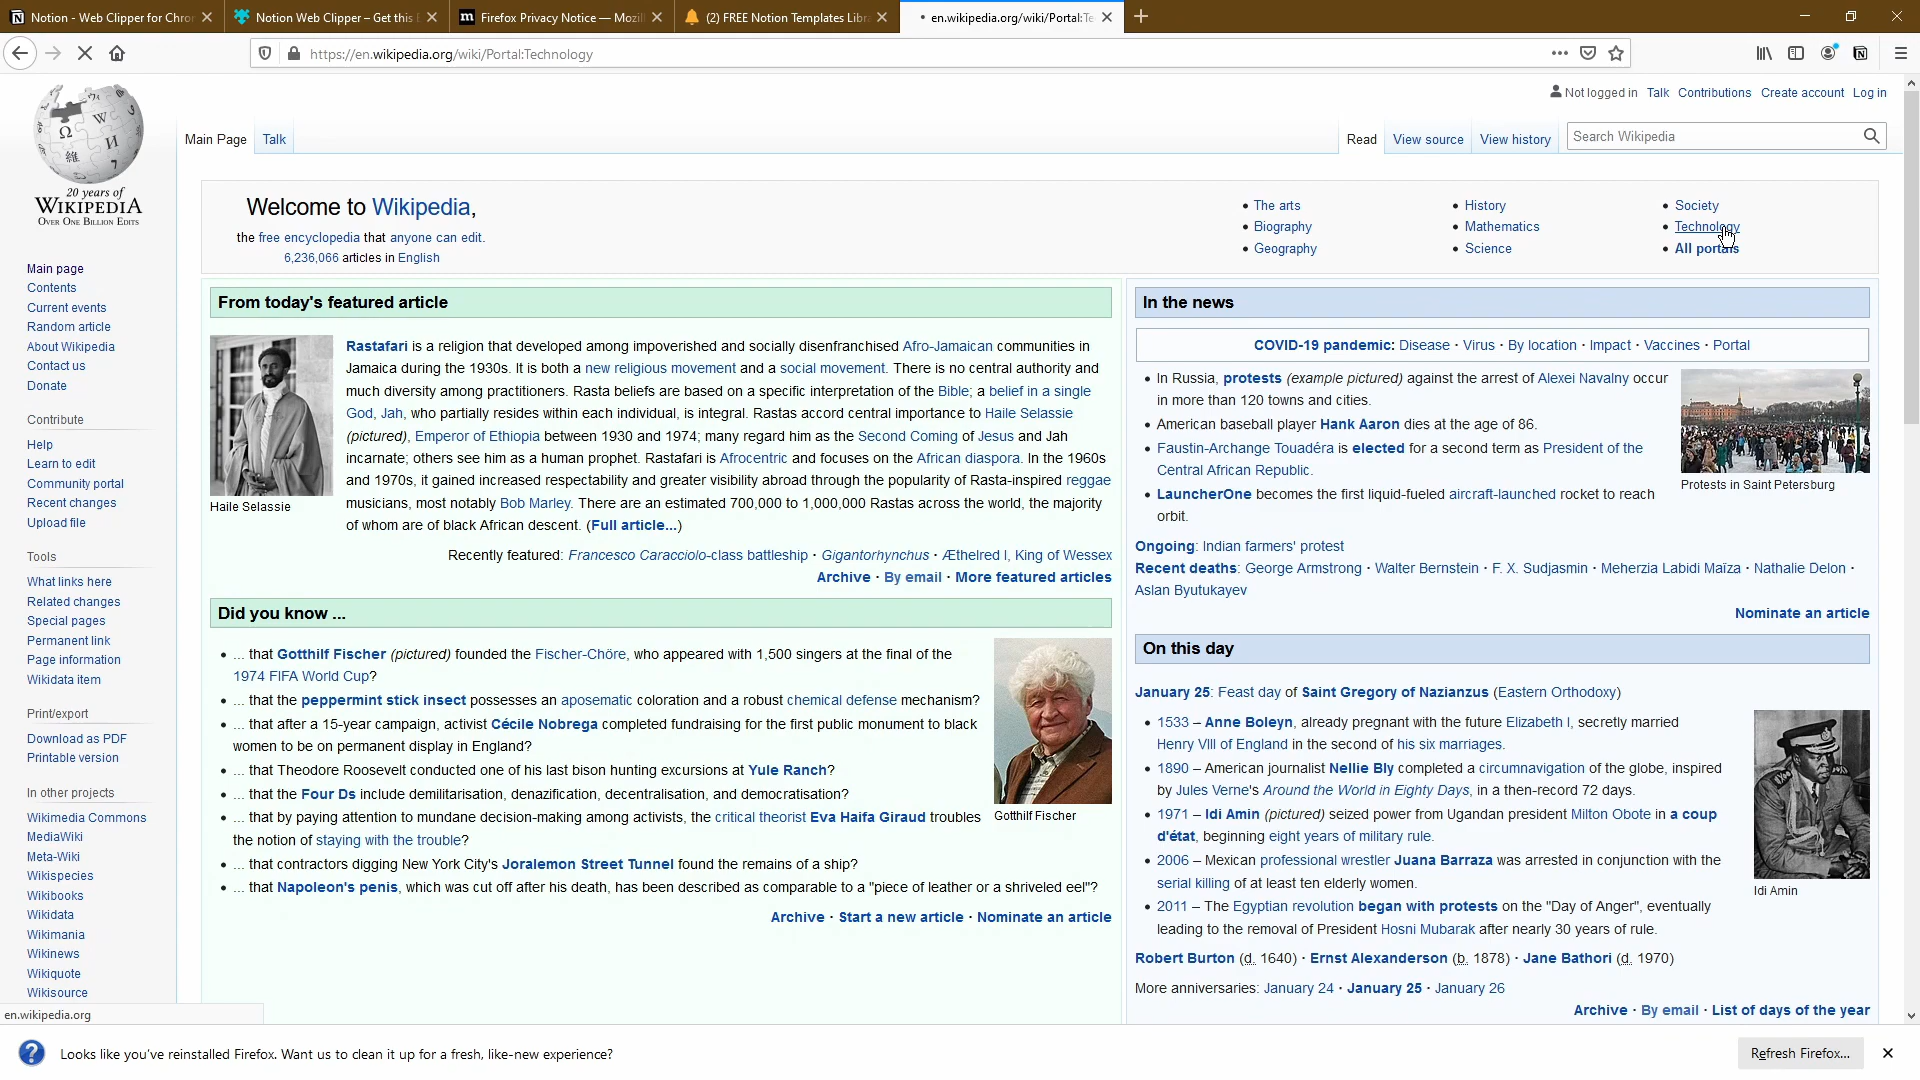 Notion - Web Clipper for Chro
Notion Web Clipper – Get this
Firefox Privacy Notice — Mozil
(2) FREE Notion Templates Libr
en.wikipedia.org/wiki/Portal:Te
https://en.wikipedia.org/wiki/Portal:Technology
Not logged in Talk Contributions Create account Log in
Main Page Talk
Read View source View history
Search Wikipedia
20 years of
WIKIPEDIA
OVER ONE BILLION EDITS
Main page
Contents
Current events
Random article
About Wikipedia
Contact us
Donate
Contribute
Help
Learn to edit
Community portal
Recent changes
Upload file
Tools
What links here
Related changes
Special pages
Permanent link
Page information
Wikidata item
Print/export
Download as PDF
Printable version
In other projects
Wikimedia Commons
MediaWiki
Meta-Wiki
Wikispecies
Wikibooks
Wikidata
Wikimania
Wikinews
Wikiquote
Wikisource
Welcome to Wikipedia,
the free encyclopedia that anyone can edit.
6,236,066 articles in English
• The arts
• Biography
• Geography
• History
• Mathematics
• Science
• Society
• Technology
• All portals
From today's featured article
Rastafari is a religion that developed among impoverished and socially disenfranchised Afro-Jamaican communities in
Jamaica during the 1930s. It is both a new religious movement and a social movement. There is no central authority and
much diversity among practitioners. Rasta beliefs are based on a specific interpretation of the Bible; a belief in a single
God, Jah, who partially resides within each individual, is integral. Rastas accord central importance to Haile Selassie
(pictured), Emperor of Ethiopia between 1930 and 1974; many regard him as the Second Coming of Jesus and Jah
incarnate; others see him as a human prophet. Rastafari is Afrocentric and focuses on the African diaspora. In the 1960s
and 1970s, it gained increased respectability and greater visibility abroad through the popularity of Rasta-inspired reggae
musicians, most notably Bob Marley. There are an estimated 700,000 to 1,000,000 Rastas across the world, the majority
of whom are of black African descent. (Full article...)
Haile Selassie
Recently featured: Francesco Caracciolo-class battleship · Gigantorhynchus · Æthelred I, King of Wessex
Archive · By email · More featured articles
Did you know ...
• ... that Gotthilf Fischer (pictured) founded the Fischer-Chöre, who appeared with 1,500 singers at the final of the
1974 FIFA World Cup?
• ... that the peppermint stick insect possesses an aposematic coloration and a robust chemical defense mechanism?
• ... that after a 15-year campaign, activist Cécile Nobrega completed fundraising for the first public monument to black
women to be on permanent display in England?
• ... that Theodore Roosevelt conducted one of his last bison hunting excursions at Yule Ranch?
• ... that the Four Ds include demilitarisation, denazification, decentralisation, and democratisation?
• ... that by paying attention to mundane decision-making among activists, the critical theorist Eva Haifa Giraud troubles
the notion of staying with the trouble?
• ... that contractors digging New York City's Joralemon Street Tunnel found the remains of a ship?
• ... that Napoleon's penis, which was cut off after his death, has been described as comparable to a "piece of leather or a shriveled eel"?
Gotthilf Fischer
Archive · Start a new article · Nominate an article
In the news
COVID-19 pandemic: Disease · Virus · By location · Impact · Vaccines · Portal
• In Russia, protests (example pictured) against the arrest of Alexei Navalny occur
in more than 120 towns and cities.
• American baseball player Hank Aaron dies at the age of 86.
• Faustin-Archange Touadéra is elected for a second term as President of the
Central African Republic.
• LauncherOne becomes the first liquid-fueled aircraft-launched rocket to reach
orbit.
Protests in Saint Petersburg
Ongoing: Indian farmers' protest
Recent deaths: George Armstrong · Walter Bernstein · F. X. Sudjasmin · Meherzia Labidi Maïza · Nathalie Delon ·
Aslan Byutukayev
Nominate an article
On this day
January 25: Feast day of Saint Gregory of Nazianzus (Eastern Orthodoxy)
• 1533 – Anne Boleyn, already pregnant with the future Elizabeth I, secretly married
Henry VIII of England in the second of his six marriages.
• 1890 – American journalist Nellie Bly completed a circumnavigation of the globe, inspired
by Jules Verne's Around the World in Eighty Days, in a then-record 72 days.
• 1971 – Idi Amin (pictured) seized power from Ugandan president Milton Obote in a coup
d'état, beginning eight years of military rule.
• 2006 – Mexican professional wrestler Juana Barraza was arrested in conjunction with the
serial killing of at least ten elderly women.
• 2011 – The Egyptian revolution began with protests on the "Day of Anger", eventually
leading to the removal of President Hosni Mubarak after nearly 30 years of rule.
Idi Amin
Robert Burton (d. 1640) · Ernst Alexanderson (b. 1878) · Jane Bathori (d. 1970)
More anniversaries: January 24 · January 25 · January 26
Archive · By email · List of days of the year
en.wikipedia.org
Looks like you've reinstalled Firefox. Want us to clean it up for a fresh, like-new experience?
Refresh Firefox...